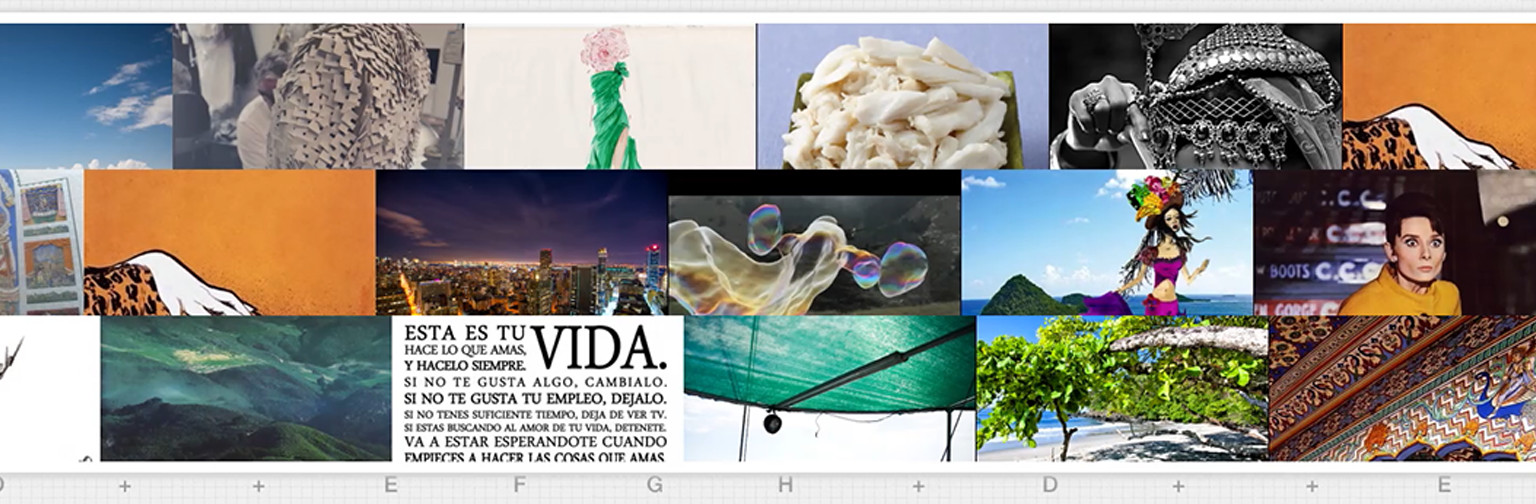 C.C.C.
C.C.
BOOTS C.C.C.
GORGE C.C.C.
ESTA ES TU VIDA.
HACE LO QUE AMAS,
Y HACELO SIEMPRE.
SI NO TE GUSTA ALGO, CAMBIALO.
SI NO TE GUSTA TU EMPLEO, DEJALO.
SI NO TENES SUFICIENTE TIEMPO, DEJA DE VER TV.
SI ESTAS BUSCANDO AL AMOR DE TU VIDA, DETENETE.
VA A ESTAR ESPERANDOTE CUANDO
EMPIECES A HACER LAS COSAS QUE AMAS.
+ + E F G H + D + + E